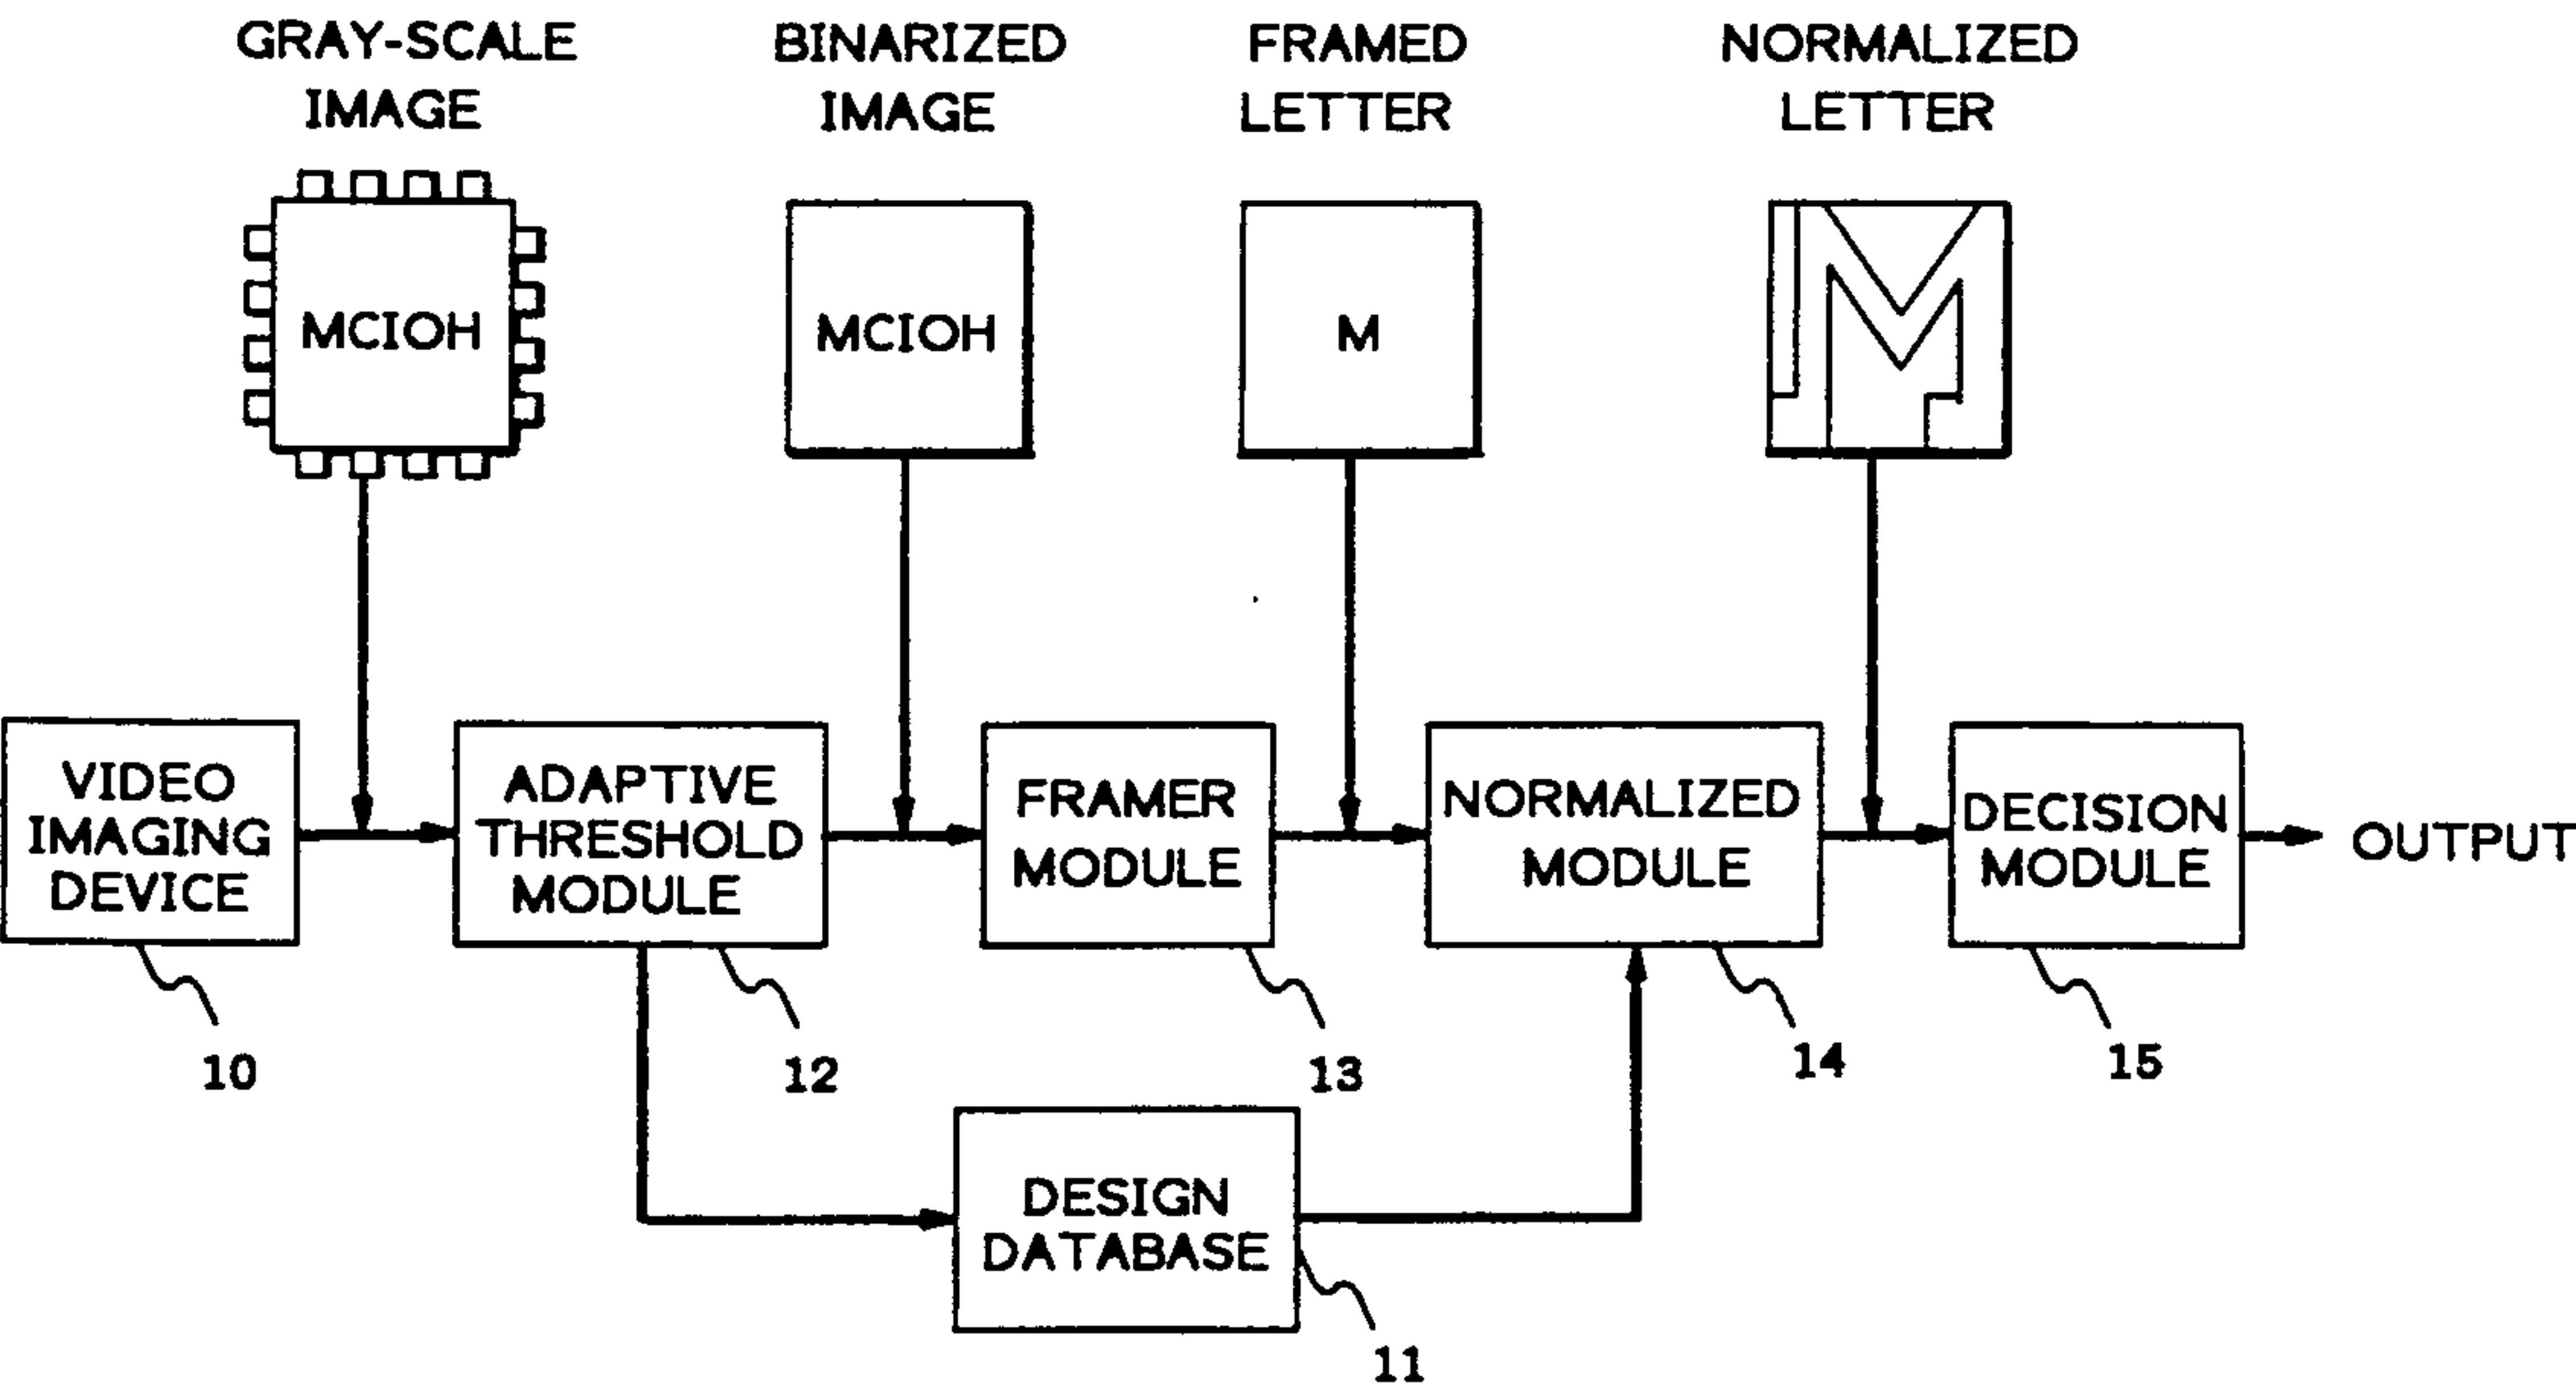 GRAY-SCALE
IMAGE
BINARIZED
IMAGE
FRAMED
LETTER
NORMALIZED
LETTER
MCIOH
MCIOH
M
M
VIDEO
IMAGING
DEVICE
ADAPTIVE
THRESHOLD
MODULE
FRAMER
MODULE
NORMALIZED
MODULE
DECISION
MODULE
OUTPUT
10
12
13
14
15
DESIGN
DATABASE
11